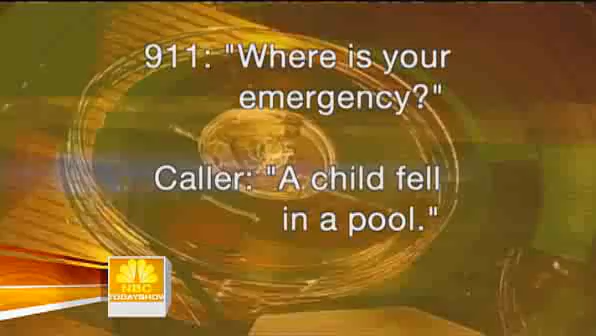 911: "Where is your
emergency?"
Caller: "A child fell
in a pool."
NBC
TODAYSHOW